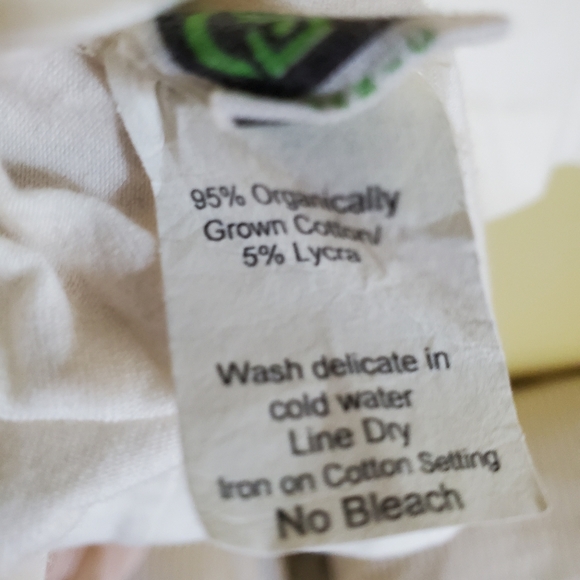 95% Organically
Grown Cotton/
5% Lycra
Wash delicate in
cold water
Line Dry
Iron on Cotton Setting
No Bleach